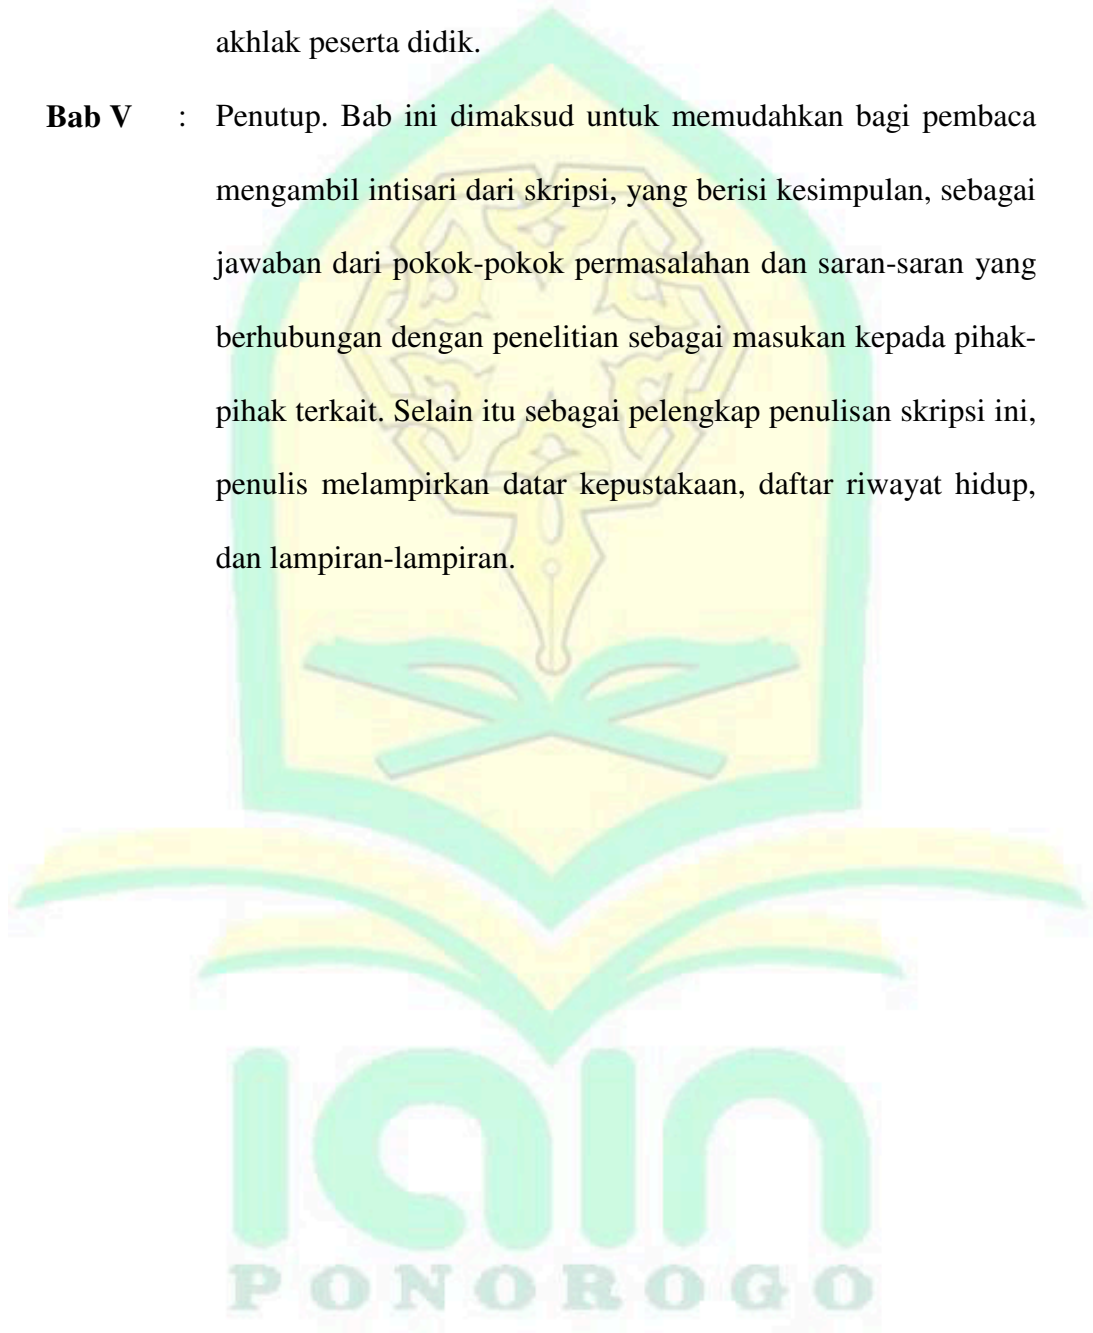 akhlak peserta didik.
Bab V : Penutup. Bab ini dimaksud untuk memudahkan bagi pembaca
mengambil intisari dari skripsi, yang berisi kesimpulan, sebagai
jawaban dari pokok-pokok permasalahan dan saran-saran yang
berhubungan dengan penelitian sebagai masukan kepada pihak-
pihak terkait. Selain itu sebagai pelengkap penulisan skripsi ini,
penulis melampirkan datar kepustakaan, daftar riwayat hidup,
dan lampiran-lampiran.
iain
PONOROGO